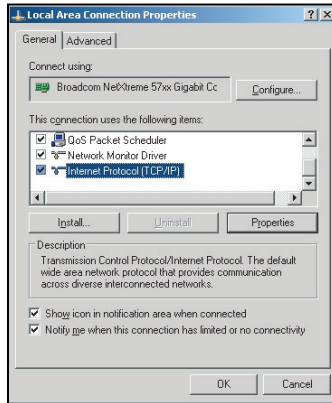 Local Area Connection Properties
General
Advanced
Connect using:
Broadcom NetXtreme 57xx Gigabit Cc
Configure...
This connection uses the following items:
QoS Packet Scheduler
Network Monitor Driver
Internet Protocol (TCP/IP)
Install...
Uninstall
Properties
Description
Transmission Control Protocol/Internet Protocol. The default
wide area network protocol that provides communication
across diverse interconnected networks.
Show icon in notification area when connected
Notify me when this connection has limited or no connectivity
OK
Cancel